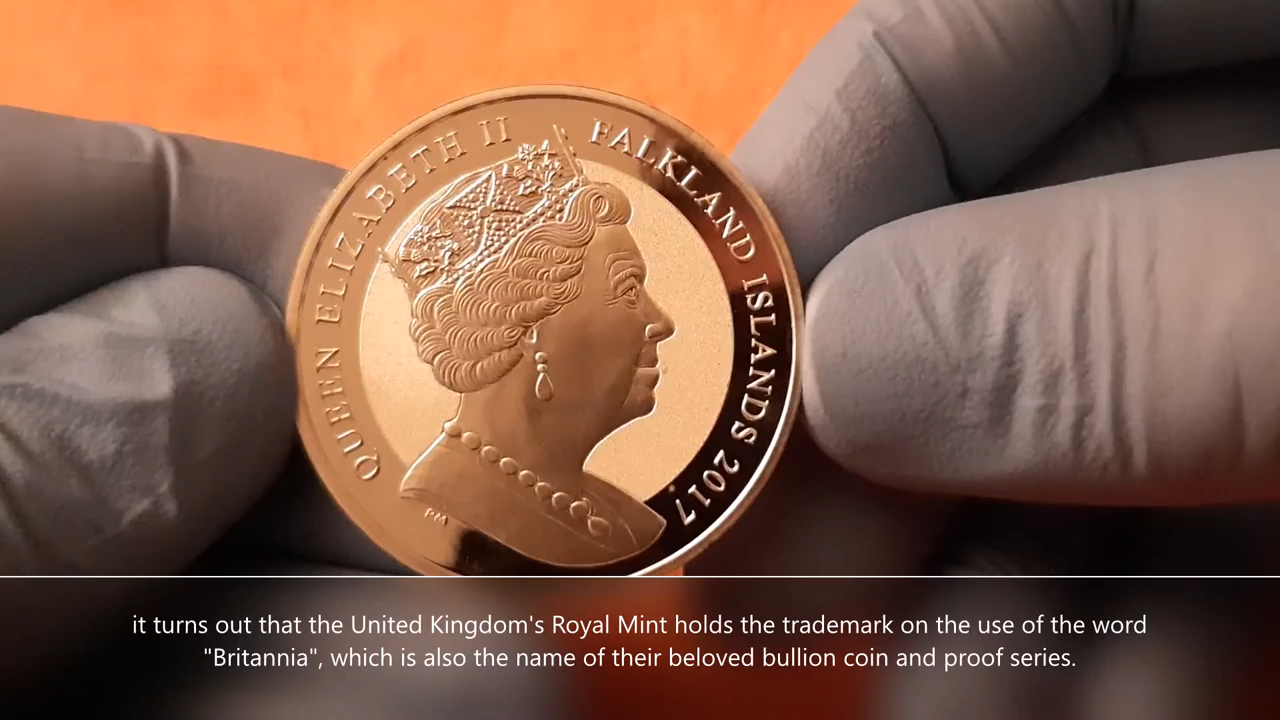 QUEEN ELIZABETH II
FALKLAND ISLANDS 2017
PM
it turns out that the United Kingdom's Royal Mint holds the trademark on the use of the word
"Britannia", which is also the name of their beloved bullion coin and proof series.